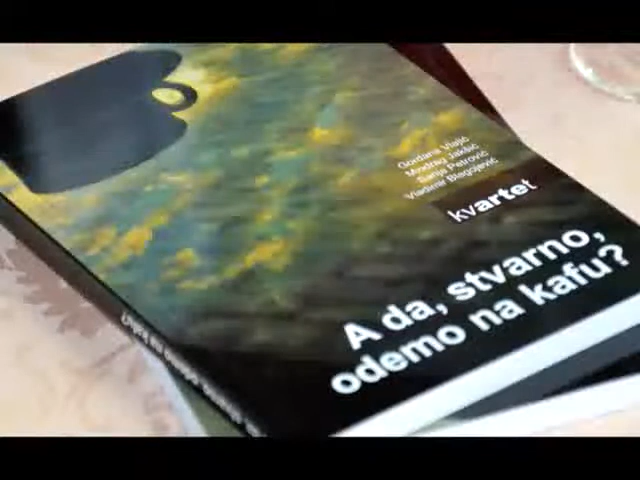 Gordana Vlajić
Miodrag Jakšić
Sanja Petrović
Vladimir Blagojević
kvartet
A da, stvarno,
odemo na kafu?